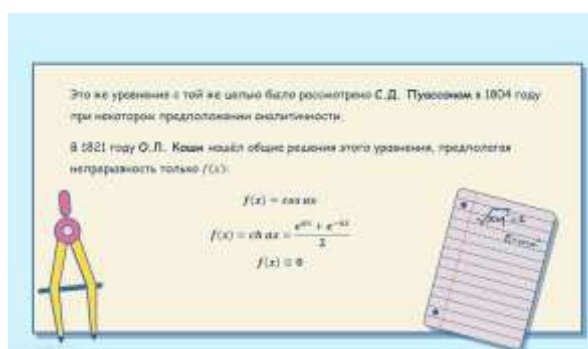 Это же уравнение с той же целью было рассмотрено С.Д. Пуассоном в 1804 году
при некотором предположении аналитичности.
В 1821 году О.Л. Коши нашёл общие решения этого уравнения, предполагая
непрерывность только f(x):
f(x) = cos ax
f(x) = ch ax = (e^{ax} + e^{-ax})/2
f(x) ≡ 0